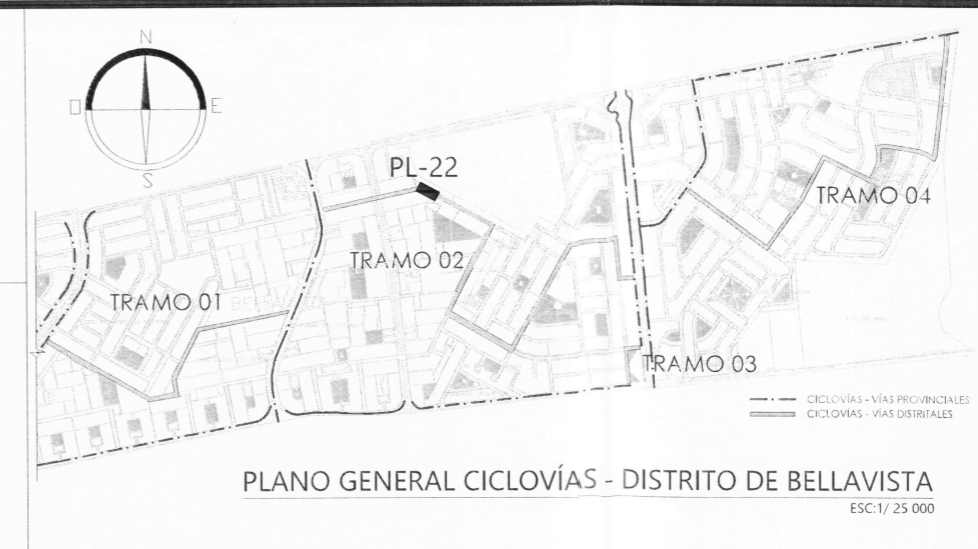 N
O
E
S
PL-22
TRAMO 04
TRAMO 02
TRAMO 01
TRAMO 03
CICLOVÍAS - VÍAS PROVINCIALES
CICLOVÍAS - VÍAS DISTRITALES
PLANO GENERAL CICLOVÍAS - DISTRITO DE BELLAVISTA
ESC:1/ 25 000